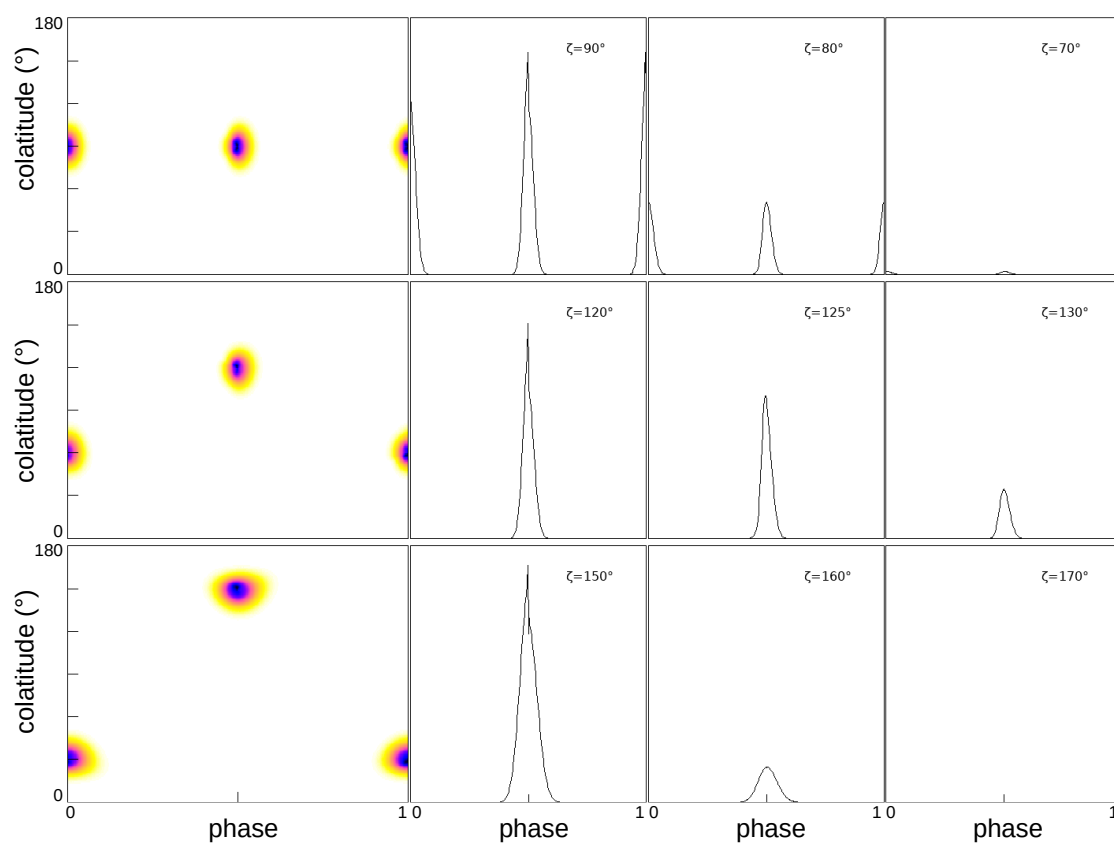 180
colatitude (°)
0
ζ=90°
ζ=80°
ζ=70°
180
colatitude (°)
0
ζ=120°
ζ=125°
ζ=130°
180
colatitude (°)
0
ζ=150°
ζ=160°
ζ=170°
0 1 0 1 0 1 0 1
phase phase phase phase